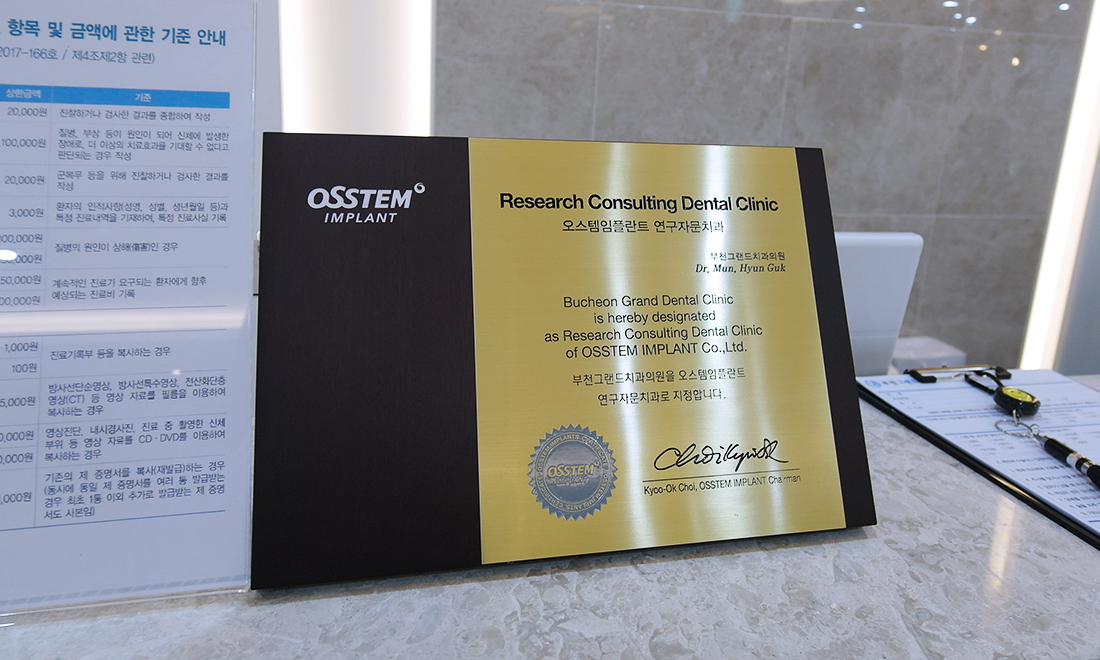 항목 및 금액에 관한 기준 안내
2017-166호 / 제4조제2항 관련)
상한금액 기준
20,000원 진찰하거나 검사한 결과를 종합하여 작성
100,000원 질병, 부상 등이 원인이 되어 신체에 발생한
장애로, 더 이상의 치료효과를 기대할 수 없다고
판단되는 경우 작성
20,000원 군복무 등을 위해 진찰하거나 검사한 결과를
작성
3,000원 환자의 인적사항(성명, 성별, 생년월일 등)과
특정 진료내역을 기재하여, 특정 진료사실 기록
질병의 원인이 상해(傷害)인 경우
계속적인 진료가 요구되는 환자에게 향후
예상되는 진료비 기록
1,000원 진료기록부 등을 복사하는 경우
100원
5,000원 방사선단순영상, 방사선특수영상, 전산화단층
영상(CT) 등 영상 자료를 필름을 이용하여
복사하는 경우
영상진단, 내시경사진, 진료 중 촬영한 신체
부위 등 영상 자료를 CD·DVD를 이용하여
복사하는 경우
기존의 제 증명서를 복사(재발급)하는 경우
(동시에 동일 제 증명서를 여러 통 발급받는
경우 최초 1통 이외 추가로 발급받는 제 증명
서도 사본임)
OSSTEM
IMPLANT
Research Consulting Dental Clinic
오스템임플란트 연구자문치과
부천그랜드치과의원
Dr. Mun, Hyun Guk
Bucheon Grand Dental Clinic
is hereby designated
as Research Consulting Dental Clinic
of OSSTEM IMPLANT Co.,Ltd.
부천그랜드치과의원을 오스템임플란트
연구자문치과로 지정합니다.
OSSTEM
IMPLANT
Kyoo-Ok Choi, OSSTEM IMPLANT Chairman